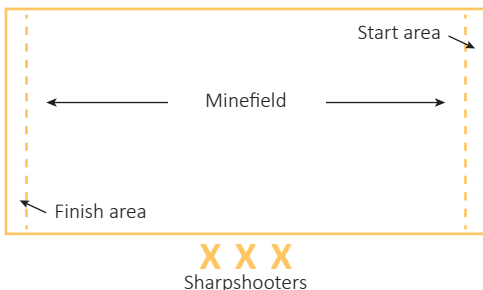 Start area
Minefield
Finish area
X X X
Sharpshooters